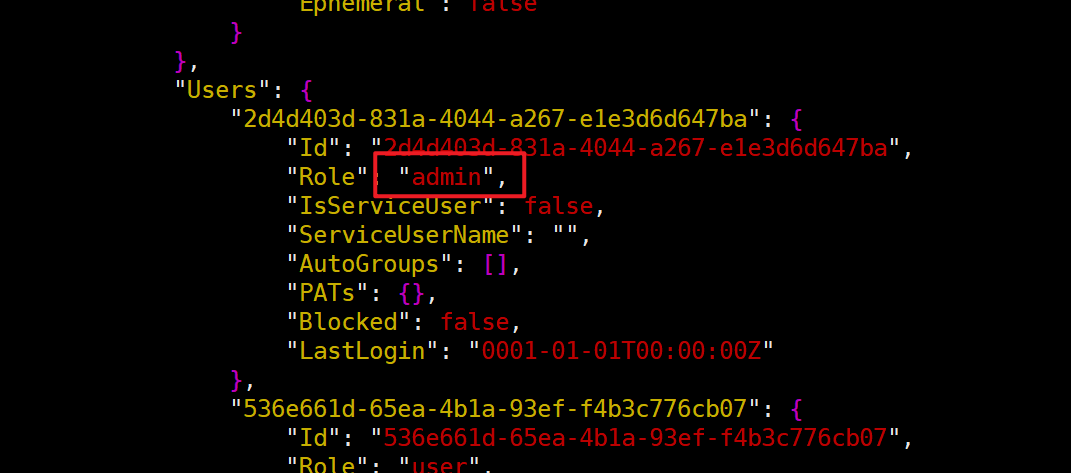 "Ephemeral": false
}
},
"Users": {
"2d4d403d-831a-4044-a267-e1e3d6d647ba": {
"Id": "2d4d403d-831a-4044-a267-e1e3d6d647ba",
"Role": "admin",
"IsServiceUser": false,
"ServiceUserName": "",
"AutoGroups": [],
"PATs": {},
"Blocked": false,
"LastLogin": "0001-01-01T00:00:00Z"
},
"536e661d-65ea-4b1a-93ef-f4b3c776cb07": {
"Id": "536e661d-65ea-4b1a-93ef-f4b3c776cb07",
"Role": "user",